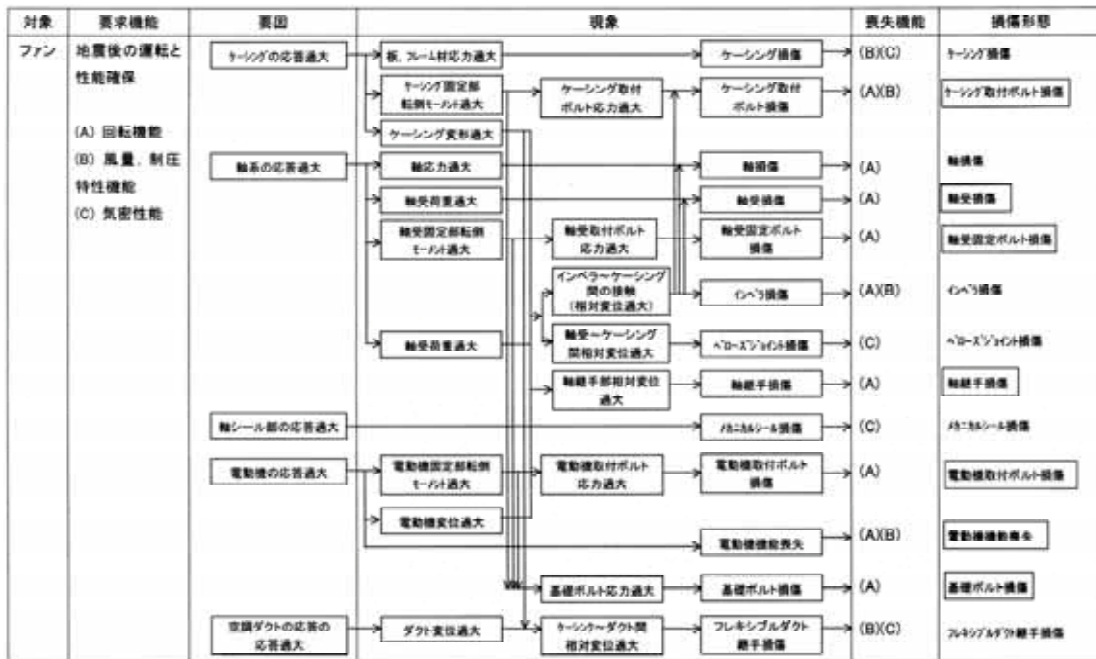 対象 要求機能 要因 現象 喪失機能 損傷形態
ファン 地震後の運転と
性能確保
(A) 回転機能
(B) 風量、制圧
特性機能
(C) 気密性能
ケーシングの応答過大
板、フレーム材応力過大
ケーシング損傷
(B)(C)
ケーシング損傷
ケーシング固定部
転倒モーメント過大
ケーシング取付
ボルト応力過大
ケーシング取付
ボルト損傷
(A)(B)
ケーシング取付ボルト損傷
ケーシング変形過大
軸系の応答過大
軸応力過大
軸損傷
(A)
軸損傷
軸受荷重過大
軸受損傷
(A)
軸受損傷
軸受固定部転倒
モーメント過大
軸受取付ボルト
応力過大
軸受固定ボルト
損傷
(A)
軸受固定ボルト損傷
インペラ～ケーシング
間の接触
(相対変位過大)
インペラ損傷
(A)(B)
インペラ損傷
軸受荷重過大
軸受～ケーシング
間相対変位過大
ベローズジョイント損傷
(C)
ベローズジョイント損傷
軸継手部相対変位
過大
軸継手損傷
(A)
軸継手損傷
軸シール部の応答過大
メカニカルシール損傷
(C)
メカニカルシール損傷
電動機の応答過大
電動機固定部転倒
モーメント過大
電動機取付ボルト
応力過大
電動機取付ボルト
損傷
(A)
電動機取付ボルト損傷
電動機変位過大
電動機機能喪失
(A)(B)
電動機機能喪失
基礎ボルト応力過大
基礎ボルト損傷
(A)
基礎ボルト損傷
空調ダクトの応答の
応答過大
ダクト変位過大
ケーシング～ダクト間
相対変位過大
フレキシブルダクト
継手損傷
(B)(C)
フレキシブルダクト継手損傷